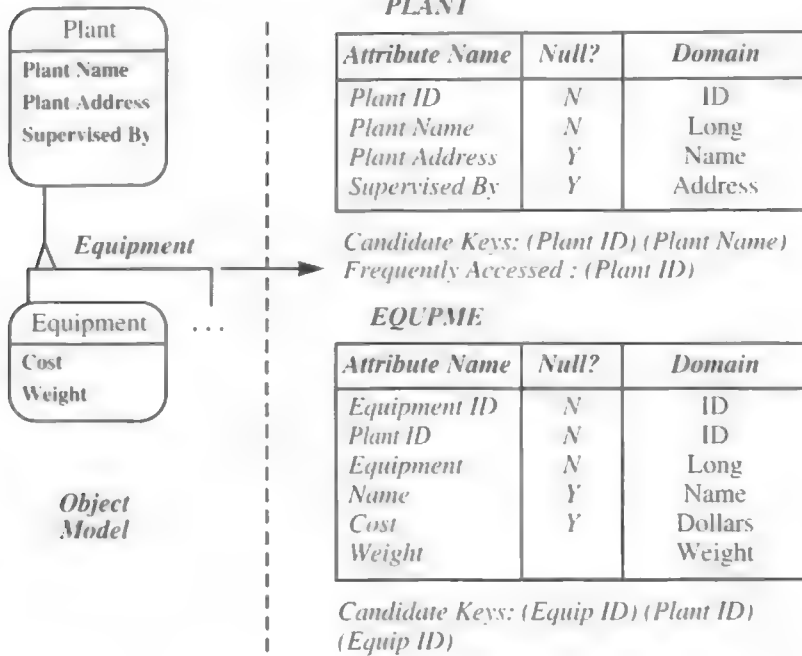 Plant
Plant Name
Plant Address
Supervised By
Equipment
Equipment
...
Cost
Weight
Object
Model
PLANT
Attribute Name Null? Domain
Plant ID N ID
Plant Name N Long
Plant Address Y Name
Supervised By Y Address
Candidate Keys: (Plant ID) (Plant Name)
Frequently Accessed : (Plant ID)
EQUPME
Attribute Name Null? Domain
Equipment ID N ID
Plant ID N ID
Equipment N Long
Name Y Name
Cost Y Dollars
Weight Weight
Candidate Keys: (Equip ID) (Plant ID)
(Equip ID)